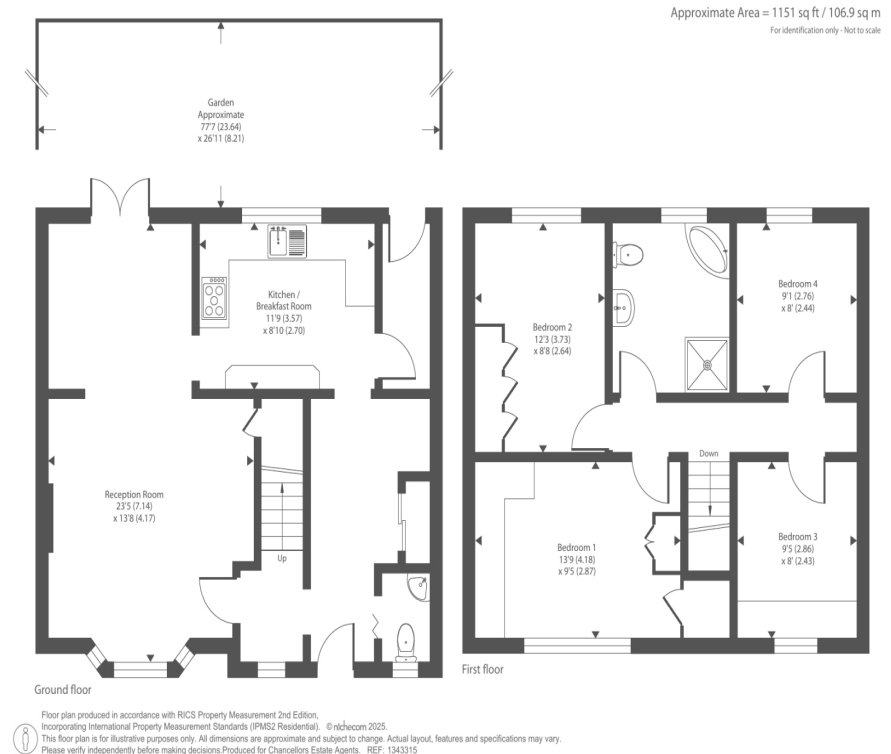 Approximate Area = 1151 sq ft / 106.9 sq m
For identification only - Not to scale
Garden
Approximate
77'7 (23.64)
x 26'11 (8.21)
Kitchen /
Breakfast Room
11'9 (3.57)
x 8'10 (2.70)
Reception Room
23'5 (7.14)
x 13'8 (4.17)
Up
Ground floor
Bedroom 2
12'3 (3.73)
x 8'8 (2.64)
Bedroom 4
9'1 (2.76)
x 8' (2.44)
Down
Bedroom 1
13'9 (4.18)
x 9'5 (2.87)
Bedroom 3
9'5 (2.86)
x 8' (2.43)
First floor
Floor plan produced in accordance with RICS Property Measurement 2nd Edition,
Incorporating International Property Measurement Standards (IPMS2 Residential). © nichecom 2025.
This floor plan is for illustrative purposes only. All dimensions are approximate and subject to change. Actual layout, features and specifications may vary.
Please verify independently before making decisions.Produced for Chancellors Estate Agents. REF: 1343315